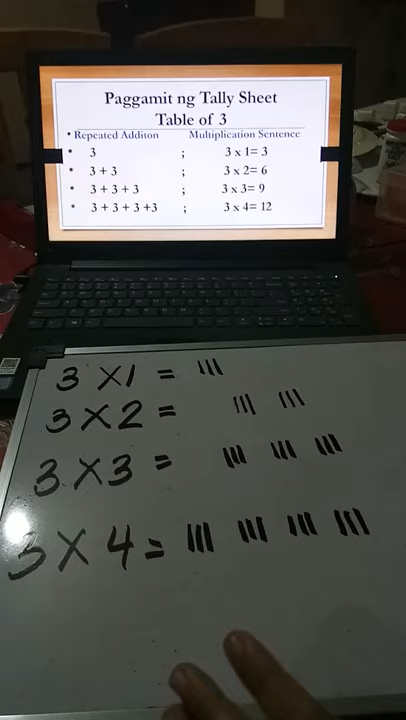 Paggamit ng Tally Sheet
Table of 3
• Repeated Additon Multiplication Sentence
• 3 ; 3 x 1= 3
• 3 + 3 ; 3 x 2= 6
• 3 + 3 + 3 ; 3 x 3= 9
• 3 + 3 + 3 +3 ; 3 x 4= 12
3 X 1 = |||
3 X 2 = ||| |||
3 X 3 = ||| ||| |||
3 X 4 = ||| ||| ||| |||